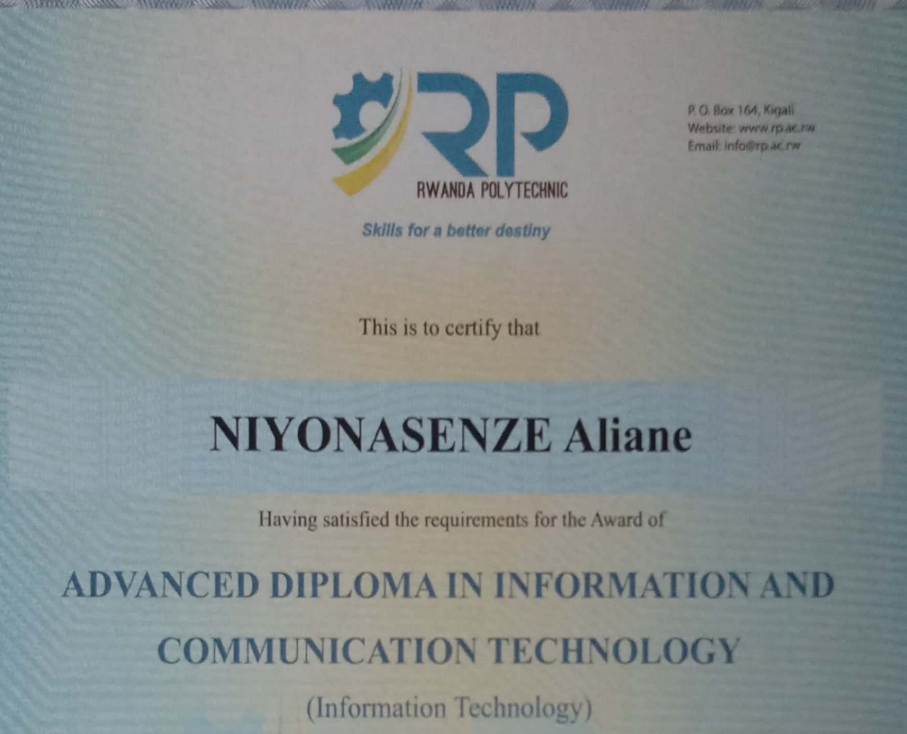 RP
RWANDA POLYTECHNIC
Skills for a better destiny
P. O. Box 164, Kigali
Website: www.rp.ac.rw
Email: info@rp.ac.rw
This is to certify that
NIYONASENZE Aliane
Having satisfied the requirements for the Award of
ADVANCED DIPLOMA IN INFORMATION AND
COMMUNICATION TECHNOLOGY
(Information Technology)